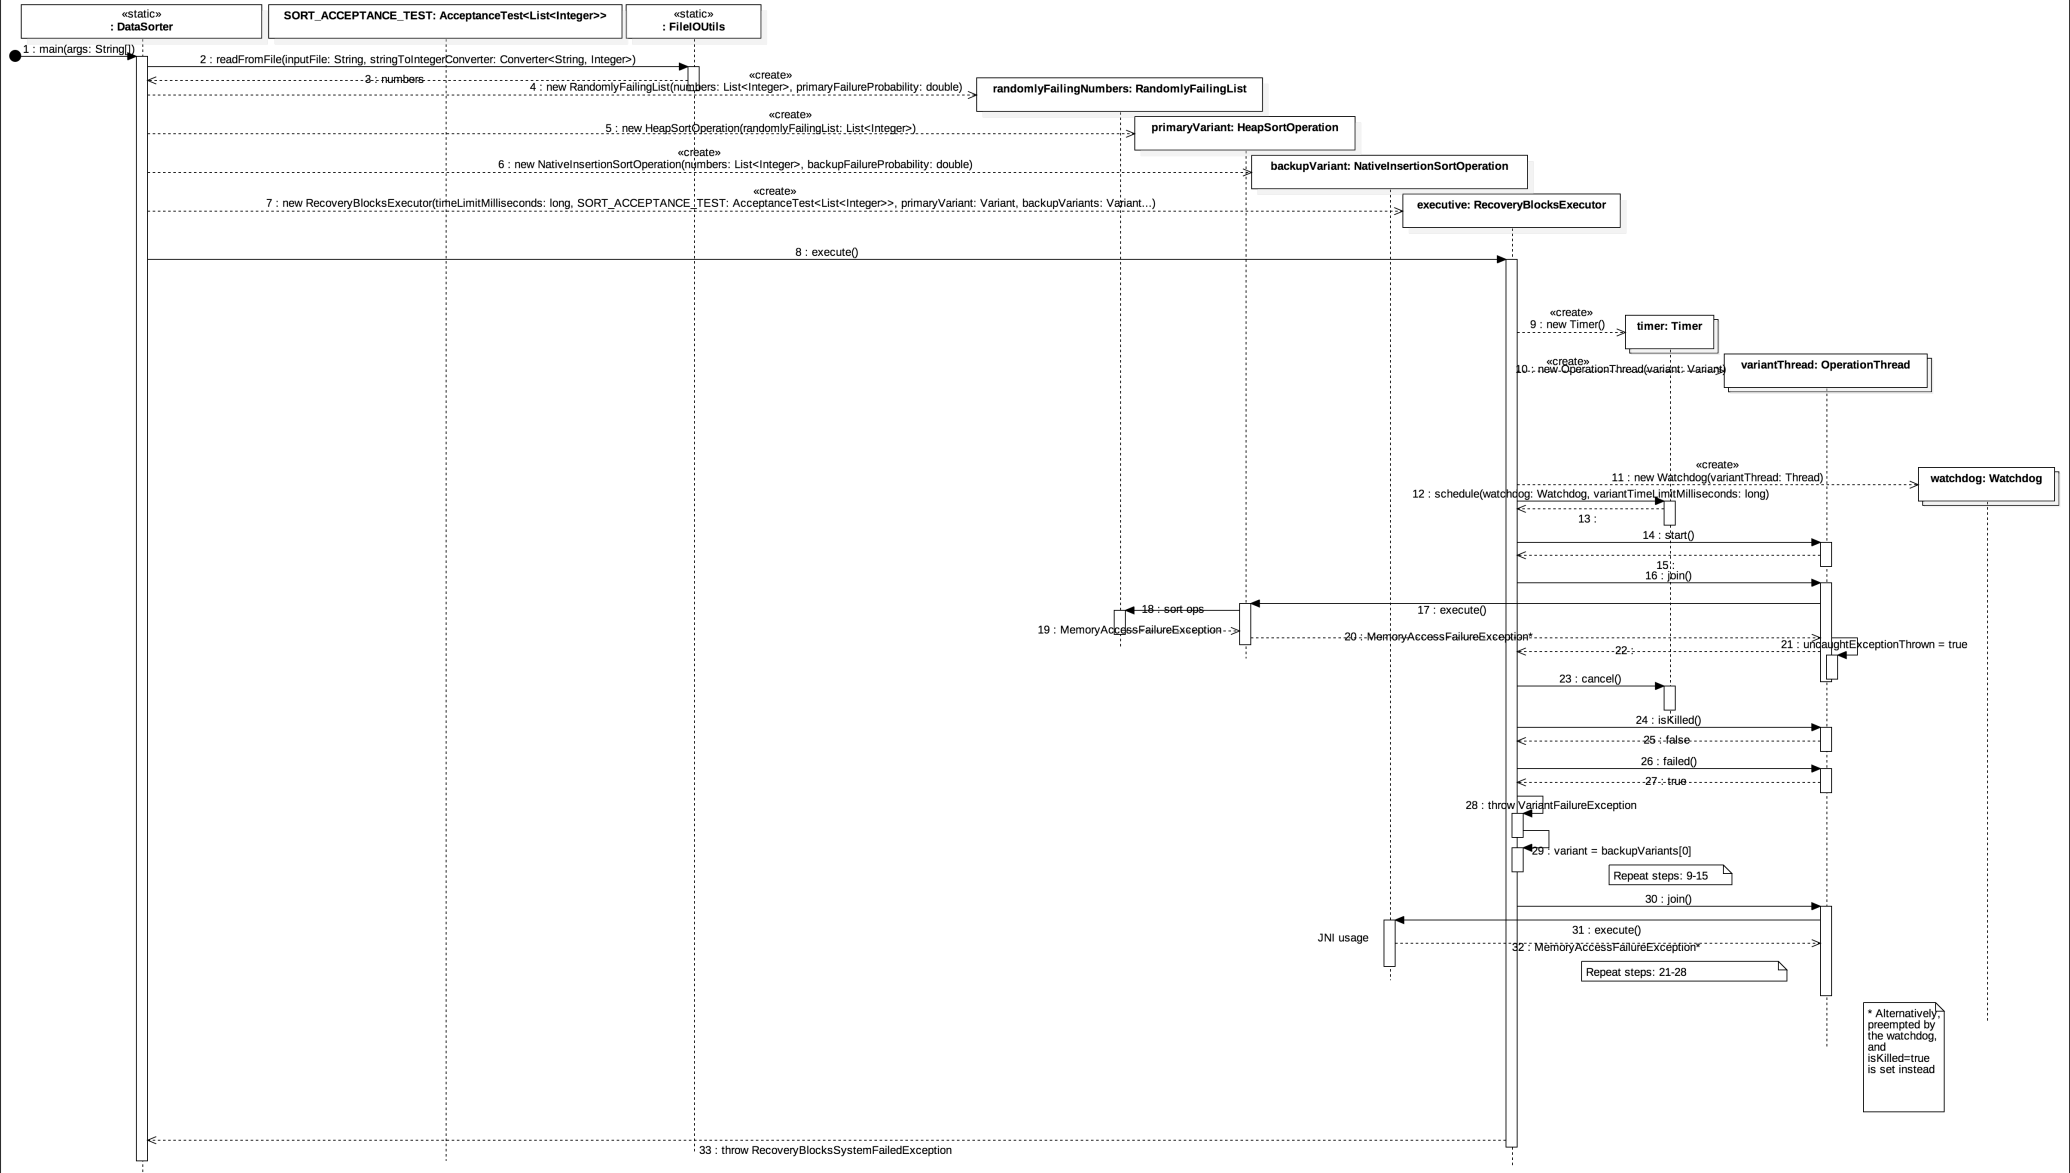 «static»
: DataSorter
SORT_ACCEPTANCE_TEST: AcceptanceTest<List<Integer>>
«static»
: FileIOUtils
1 : main(args: String[])
2 : readFromFile(inputFile: String, stringToIntegerConverter: Converter<String, Integer)
3 : numbers
«create»
4 : new RandomlyFailingList(numbers: List<Integer>, primaryFailureProbability: double)
randomlyFailingNumbers: RandomlyFailingList
«create»
5 : new HeapSortOperation(randomlyFailingList: List<Integer>)
primaryVariant: HeapSortOperation
«create»
6 : new NativeInsertionSortOperation(numbers: List<Integer>, backupFailureProbability: double)
backupVariant: NativeInsertionSortOperation
«create»
7 : new RecoveryBlocksExecutor(timeLimitMilliseconds: long, SORT_ACCEPTANCE_TEST: AcceptanceTest<List<Integer>>, primaryVariant: Variant, backupVariants: Variant...)
executive: RecoveryBlocksExecutor
8 : execute()
«create»
9 : new Timer()
timer: Timer
«create»
10 : new OperationThread(variant: Variant)
variantThread: OperationThread
«create»
11 : new Watchdog(variantThread: Thread)
watchdog: Watchdog
12 : schedule(watchdog: Watchdog, variantTimeLimitMilliseconds: long)
13 :
14 : start()
15 :
16 : join()
17 : execute()
18 : sort ops
19 : MemoryAccessFailureException
20 : MemoryAccessFailureException*
21 : uncaughtExceptionThrown = true
22 :
23 : cancel()
24 : isKilled()
25 : false
26 : failed()
27 : true
28 : throw VariantFailureException
29 : variant = backupVariants[0]
Repeat steps: 9-15
30 : join()
31 : execute()
JNI usage
32 : MemoryAccessFailureException*
Repeat steps: 21-28
* Alternatively,
preempted by
the watchdog,
and
isKilled=true
is set instead
33 : throw RecoveryBlocksSystemFailedException